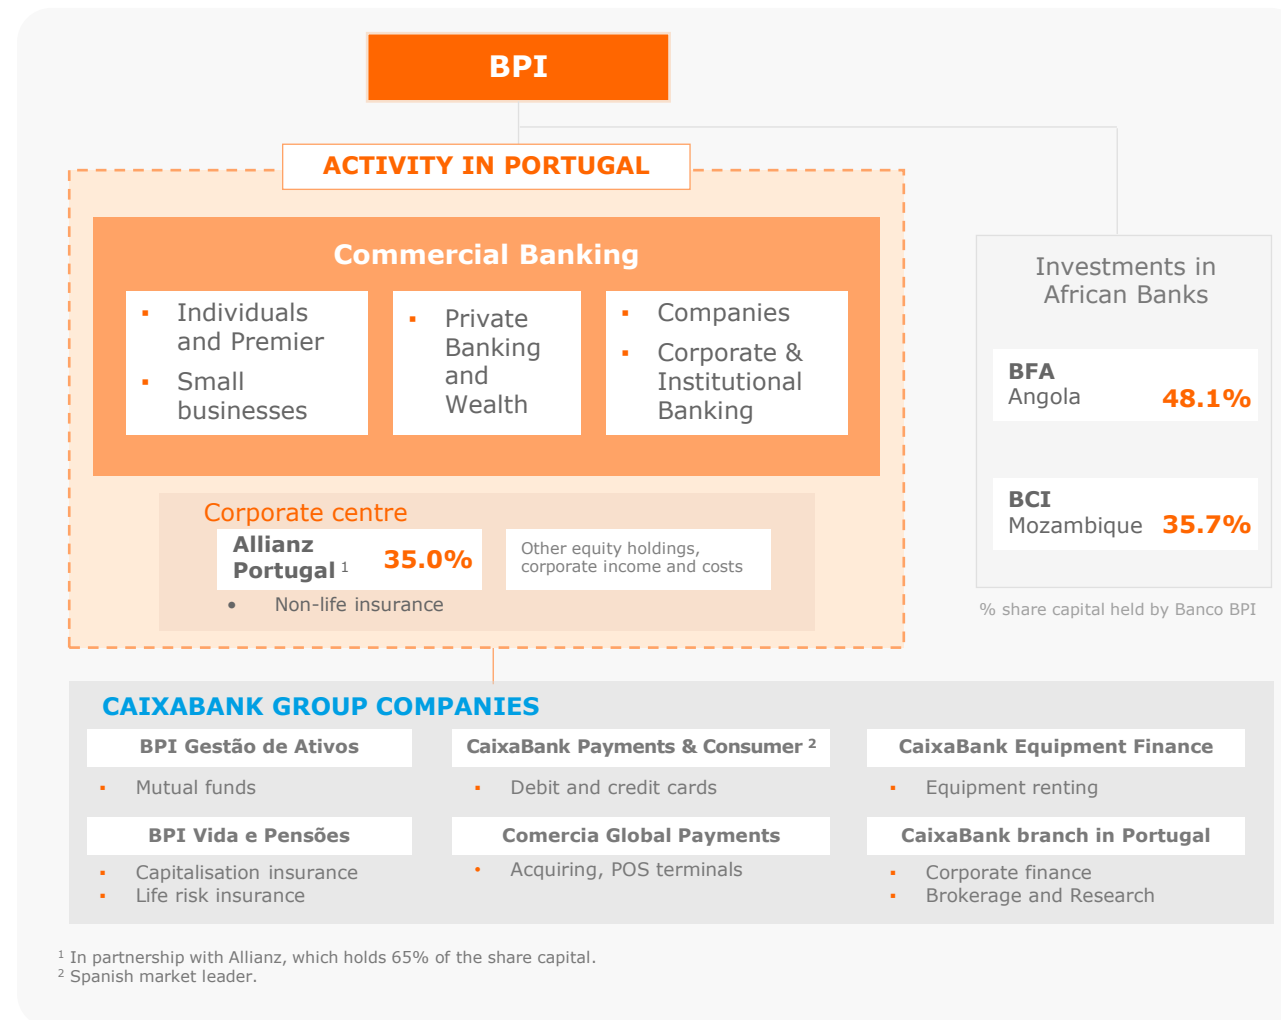 BPI
ACTIVITY IN PORTUGAL
Commercial Banking
▪ Individuals
and Premier
▪ Small
businesses
▪ Private
Banking
and
Wealth
▪ Companies
▪ Corporate &
Institutional
Banking
Corporate centre
Allianz
Portugal ¹ 35.0%
• Non-life insurance
Other equity holdings,
corporate income and costs
Investments in
African Banks
BFA
Angola 48.1%
BCI
Mozambique 35.7%
% share capital held by Banco BPI
CAIXABANK GROUP COMPANIES
BPI Gestão de Ativos
▪ Mutual funds
CaixaBank Payments & Consumer ²
▪ Debit and credit cards
CaixaBank Equipment Finance
▪ Equipment renting
BPI Vida e Pensões
▪ Capitalisation insurance
▪ Life risk insurance
Comercia Global Payments
• Acquiring, POS terminals
CaixaBank branch in Portugal
▪ Corporate finance
▪ Brokerage and Research
¹ In partnership with Allianz, which holds 65% of the share capital.
² Spanish market leader.